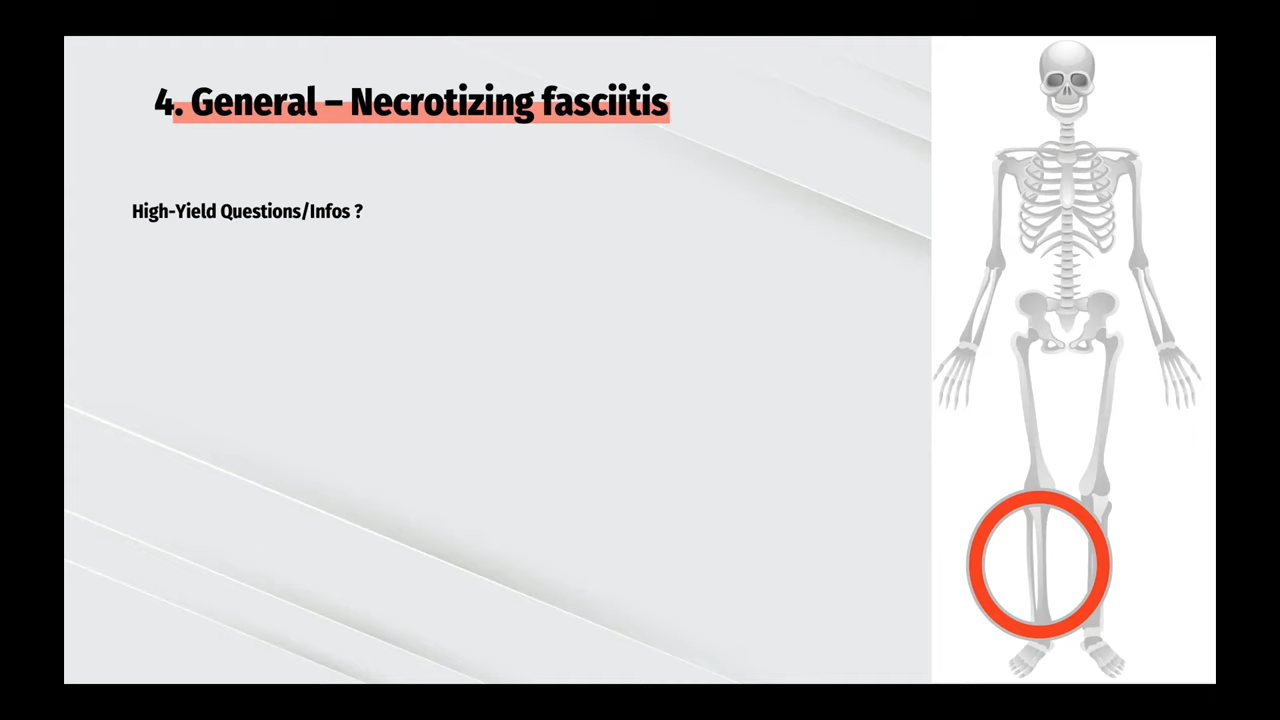 4. General – Necrotizing fasciitis
High-Yield Questions/Infos ?